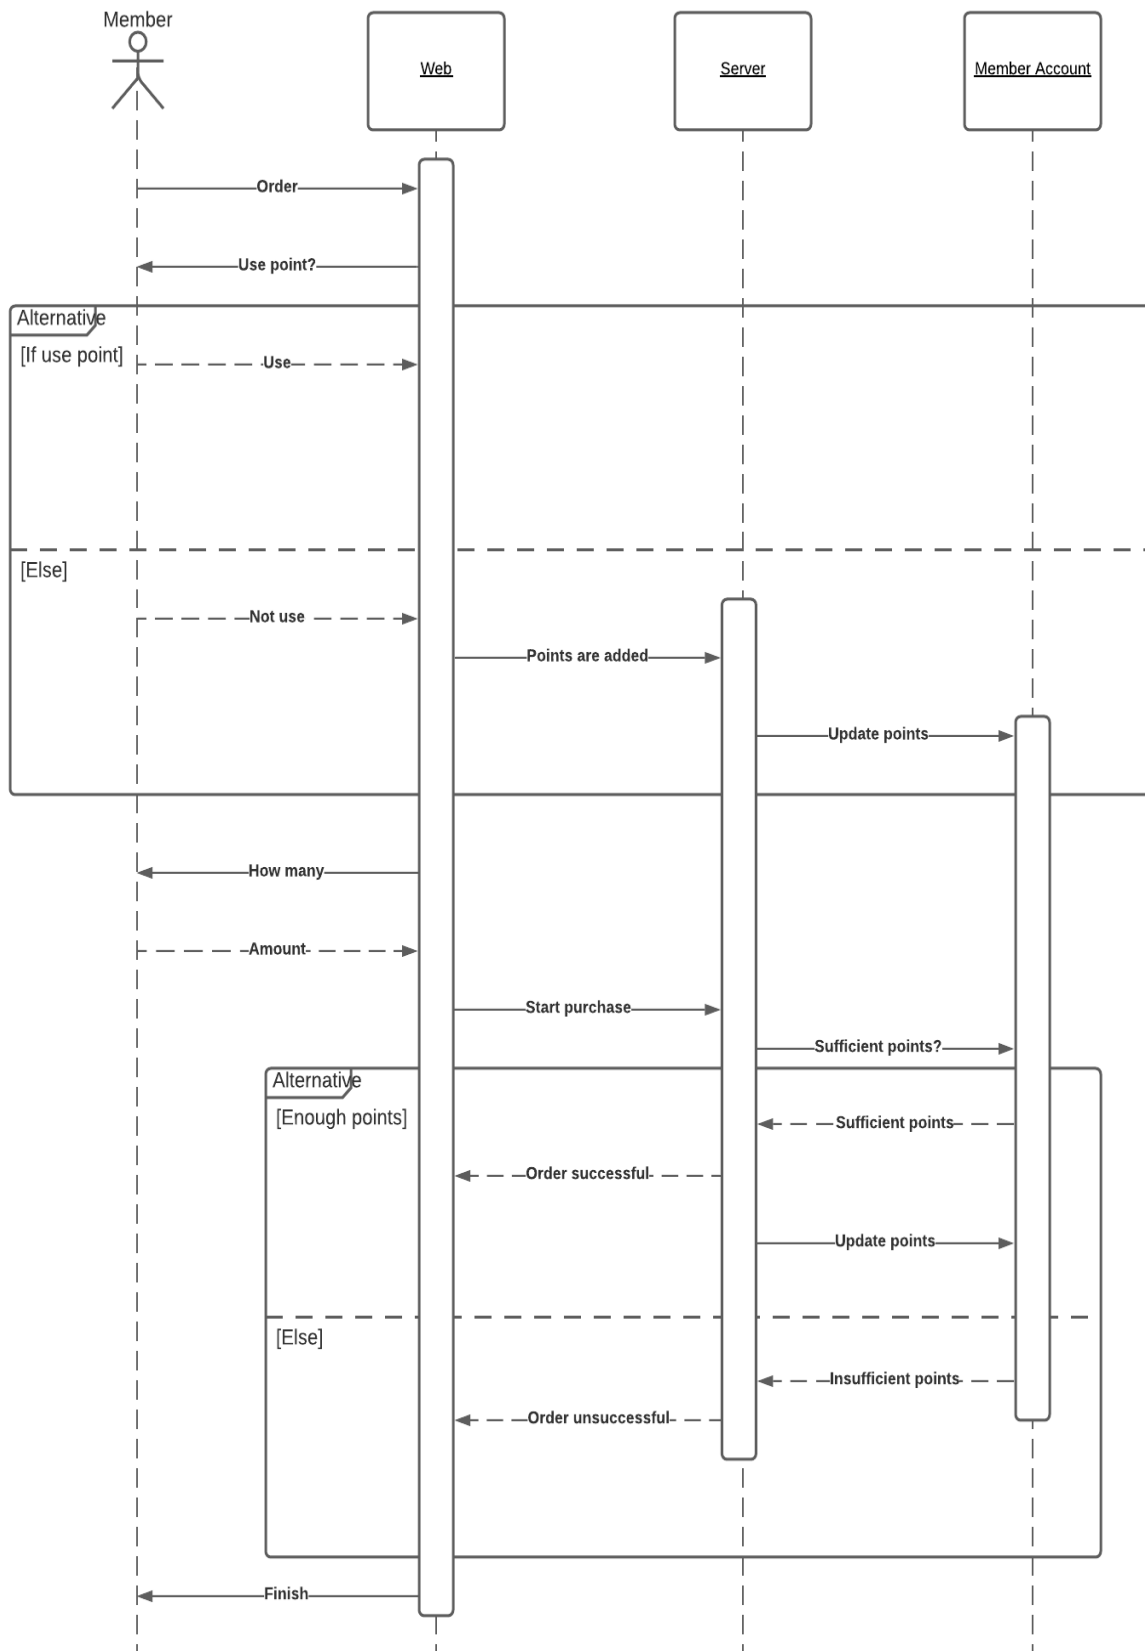 Member
Web
Server
Member Account
Order
Use point?
Alternative
[If use point]
Use
[Else]
Not use
Points are added
Update points
How many
Amount
Start purchase
Sufficient points?
Alternative
[Enough points]
Sufficient points
Order successful
Update points
[Else]
Insufficient points
Order unsuccessful
Finish